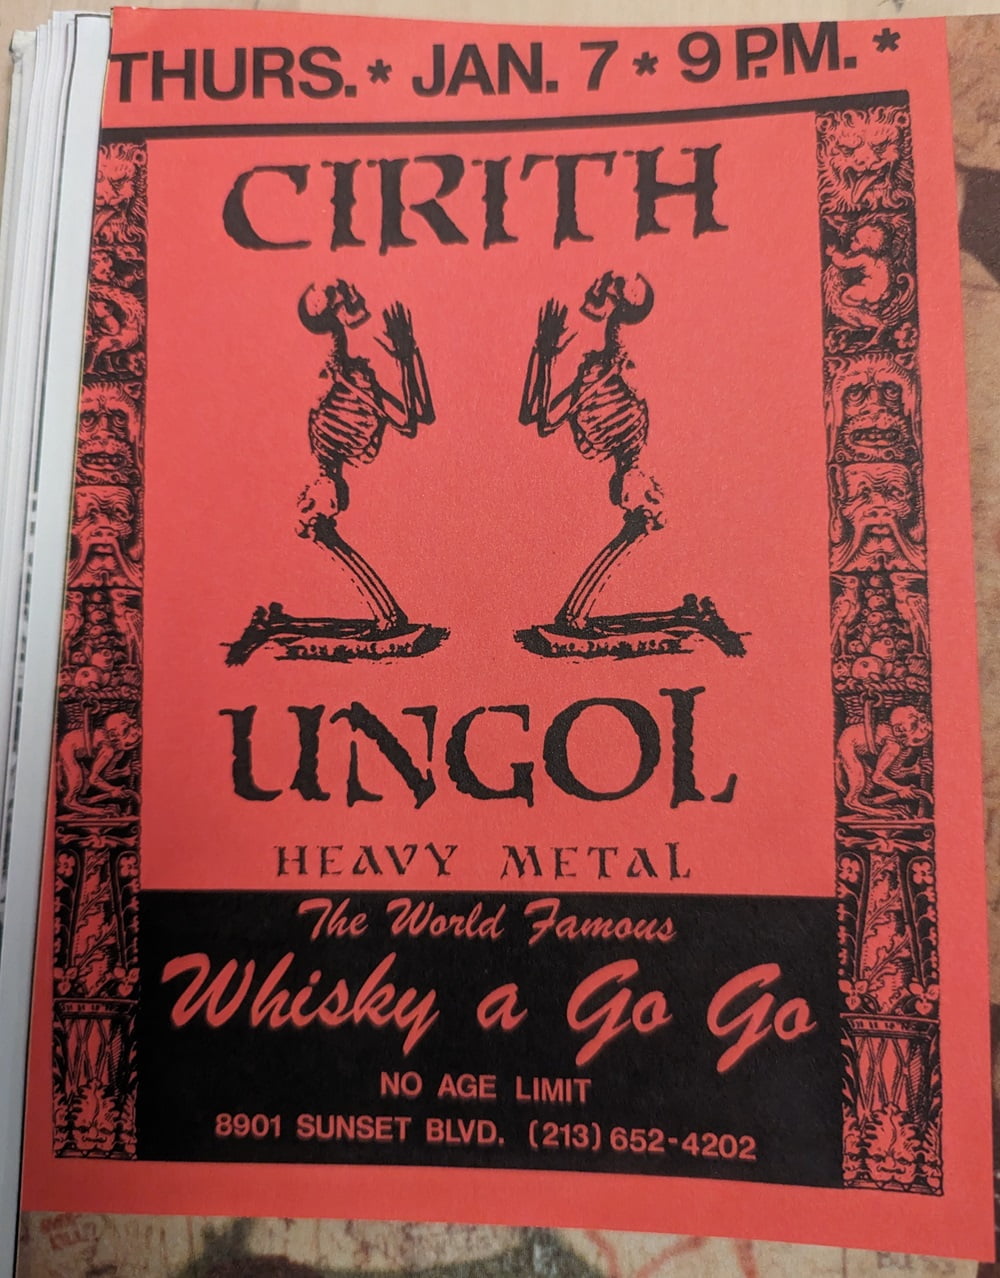 THURS. * JAN. 7 * 9 P.M. *
CIRITH
UNGOL
HEAVY METAL
The World Famous
Whisky a Go Go
NO AGE LIMIT
8901 SUNSET BLVD. (213) 652-4202